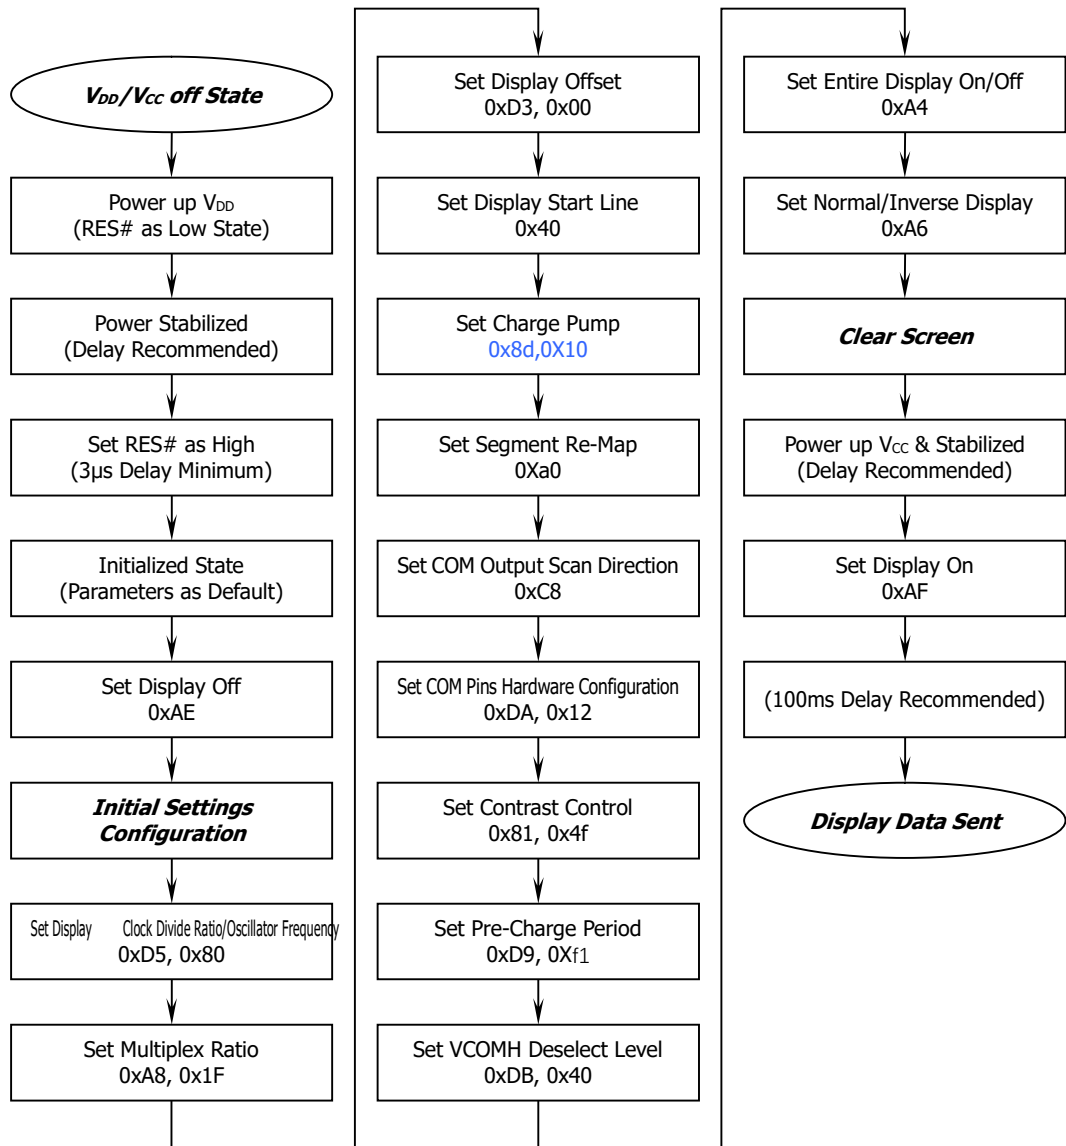 VDD/VCC off State
Power up VDD
(RES# as Low State)
Power Stabilized
(Delay Recommended)
Set RES# as High
(3μs Delay Minimum)
Initialized State
(Parameters as Default)
Set Display Off
0xAE
Initial Settings
Configuration
Set Display Clock Divide Ratio/Oscillator Frequency
0xD5, 0x80
Set Multiplex Ratio
0xA8, 0x1F
Set Display Offset
0xD3, 0x00
Set Display Start Line
0x40
Set Charge Pump
0x8d,0X10
Set Segment Re-Map
0Xa0
Set COM Output Scan Direction
0xC8
Set COM Pins Hardware Configuration
0xDA, 0x12
Set Contrast Control
0x81, 0x4f
Set Pre-Charge Period
0xD9, 0Xf1
Set VCOMH Deselect Level
0xDB, 0x40
Set Entire Display On/Off
0xA4
Set Normal/Inverse Display
0xA6
Clear Screen
Power up VCC & Stabilized
(Delay Recommended)
Set Display On
0xAF
(100ms Delay Recommended)
Display Data Sent